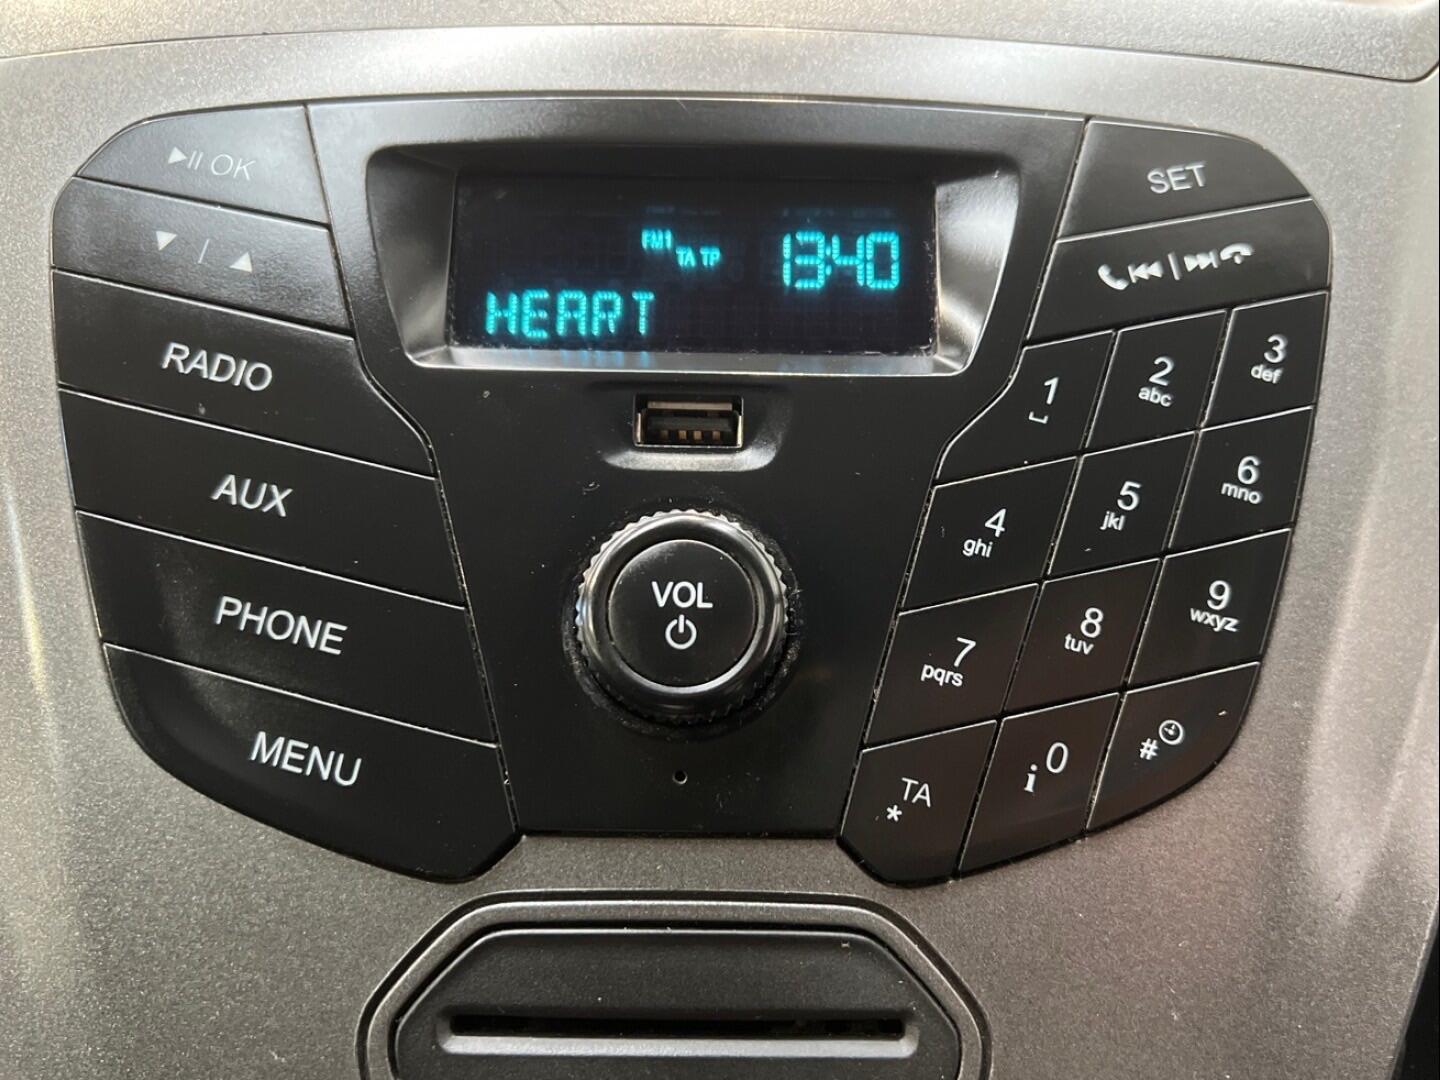 OK
RADIO
AUX
PHONE
MENU
FM1
TA TP
13:40
HEART
VOL
SET
1
2
abc
3
def
4
ghi
5
jkl
6
mno
7
pqrs
8
tuv
9
wxyz
TA
*
i 0
#